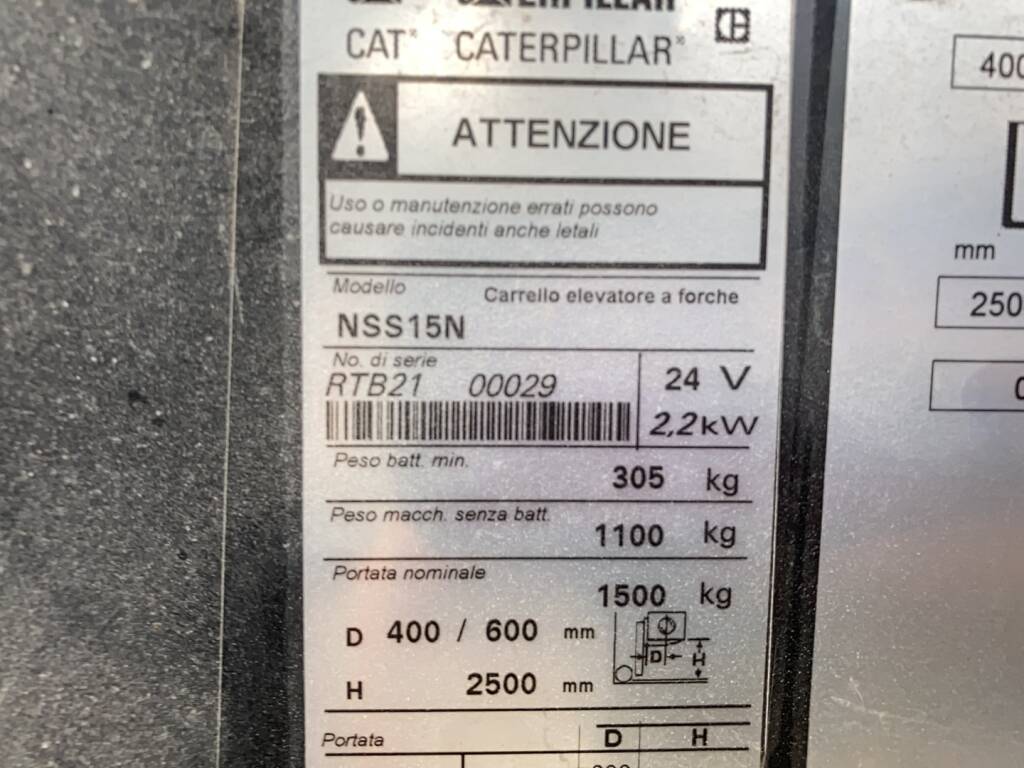 CATERPILLAR
CAT® CATERPILLAR®
ATTENZIONE
Uso o manutenzione errati possono
causare incidenti anche letali
Modello
Carrello elevatore a forche
NSS15N
No. di serie
RTB21 00029
24 V
2,2kW
Peso batt. min.
305 kg
Peso macch. senza batt.
1100 kg
Portata nominale
1500 kg
D 400 / 600 mm
D
H
H 2500 mm
Portata D H
mm